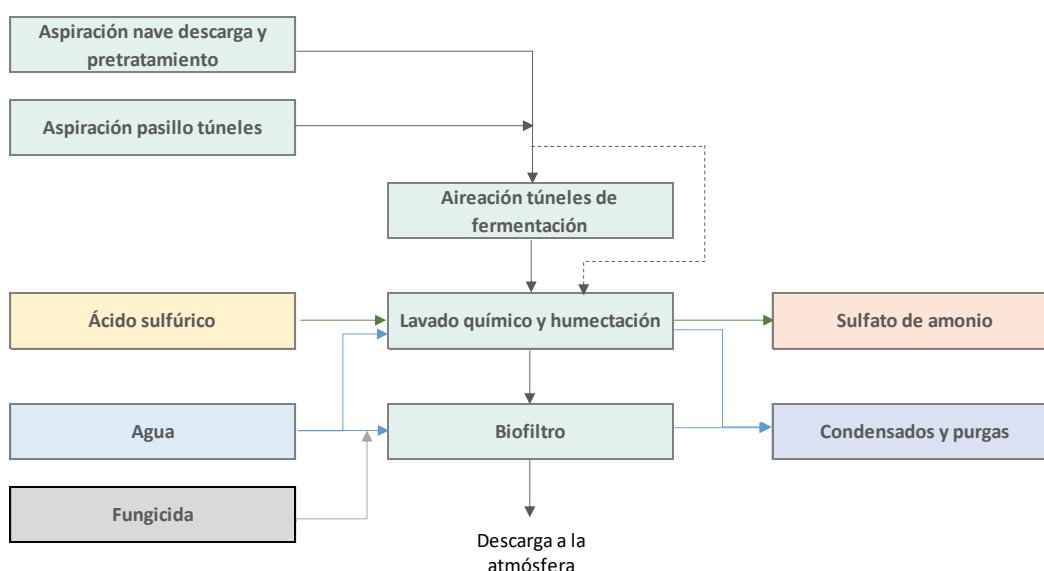 Aspiración nave descarga y
pretratamiento
Aspiración pasillo túneles
Aireación túneles de
fermentación
Ácido sulfúrico
Lavado químico y humectación
Sulfato de amonio
Agua
Biofiltro
Condensados y purgas
Fungicida
Descarga a la
atmósfera